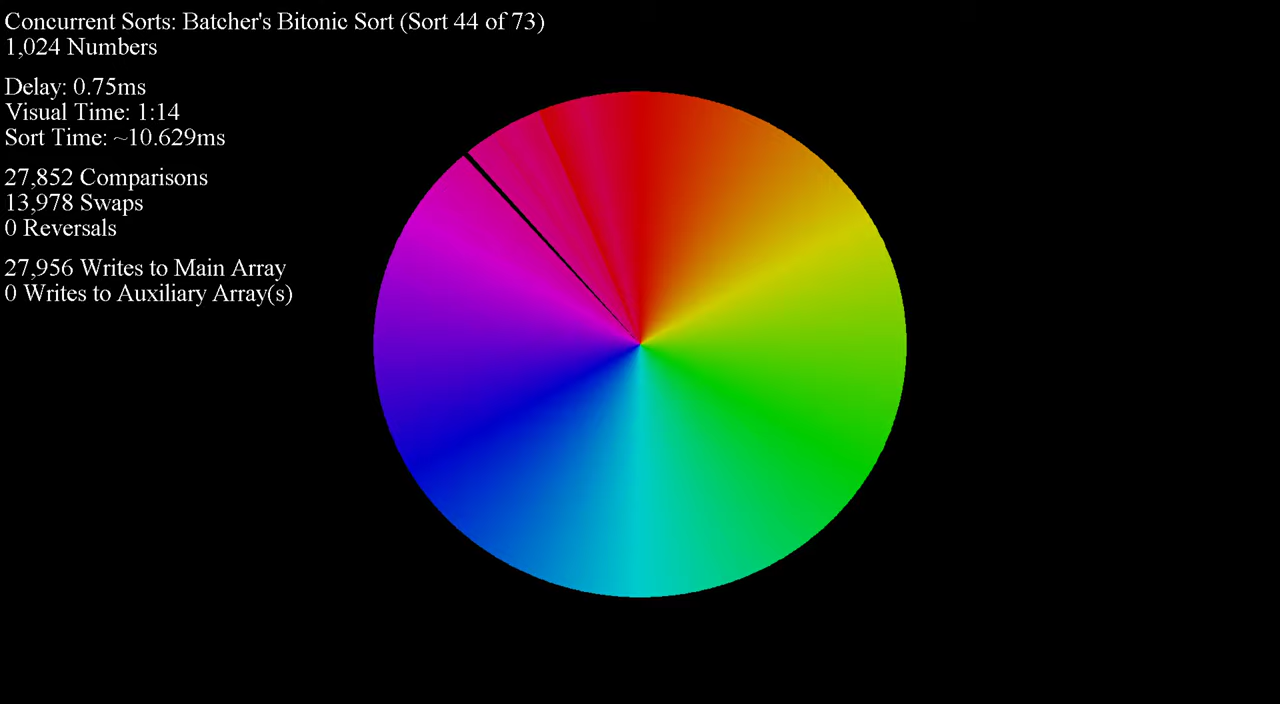 Concurrent Sorts: Batcher's Bitonic Sort (Sort 44 of 73)
1,024 Numbers
Delay: 0.75ms
Visual Time: 1:14
Sort Time: ~10.629ms
27,852 Comparisons
13,978 Swaps
0 Reversals
27,956 Writes to Main Array
0 Writes to Auxiliary Array(s)